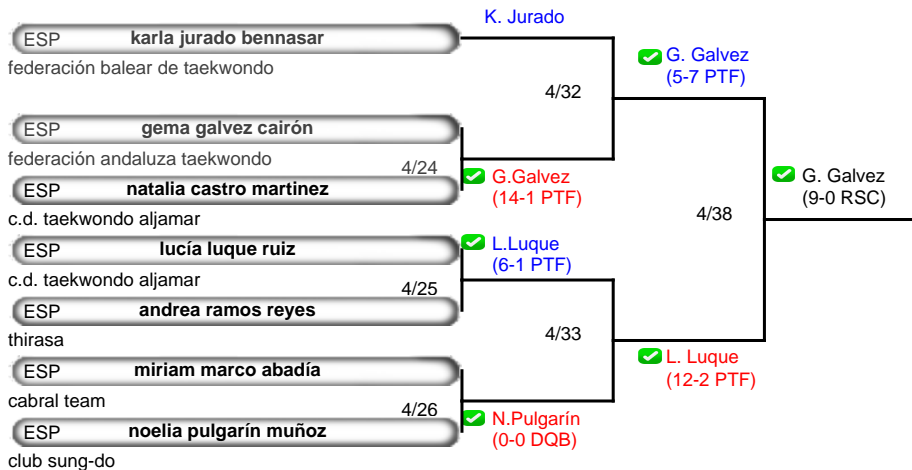 K. Jurado
ESP karla jurado bennasar
federación balear de taekwondo
G. Galvez
(5-7 PTF)
4/32
ESP gema galvez cairón
federación andaluza taekwondo
4/24
ESP natalia castro martinez
G.Galvez
(14-1 PTF)
c.d. taekwondo aljamar
G. Galvez
(9-0 RSC)
4/38
ESP lucía luque ruiz
L.Luque
(6-1 PTF)
c.d. taekwondo aljamar
4/25
ESP andrea ramos reyes
thirasa
4/33
ESP miriam marco abadía
L. Luque
(12-2 PTF)
cabral team
4/26
ESP noelia pulgarín muñoz
N.Pulgarín
(0-0 DQB)
club sung-do